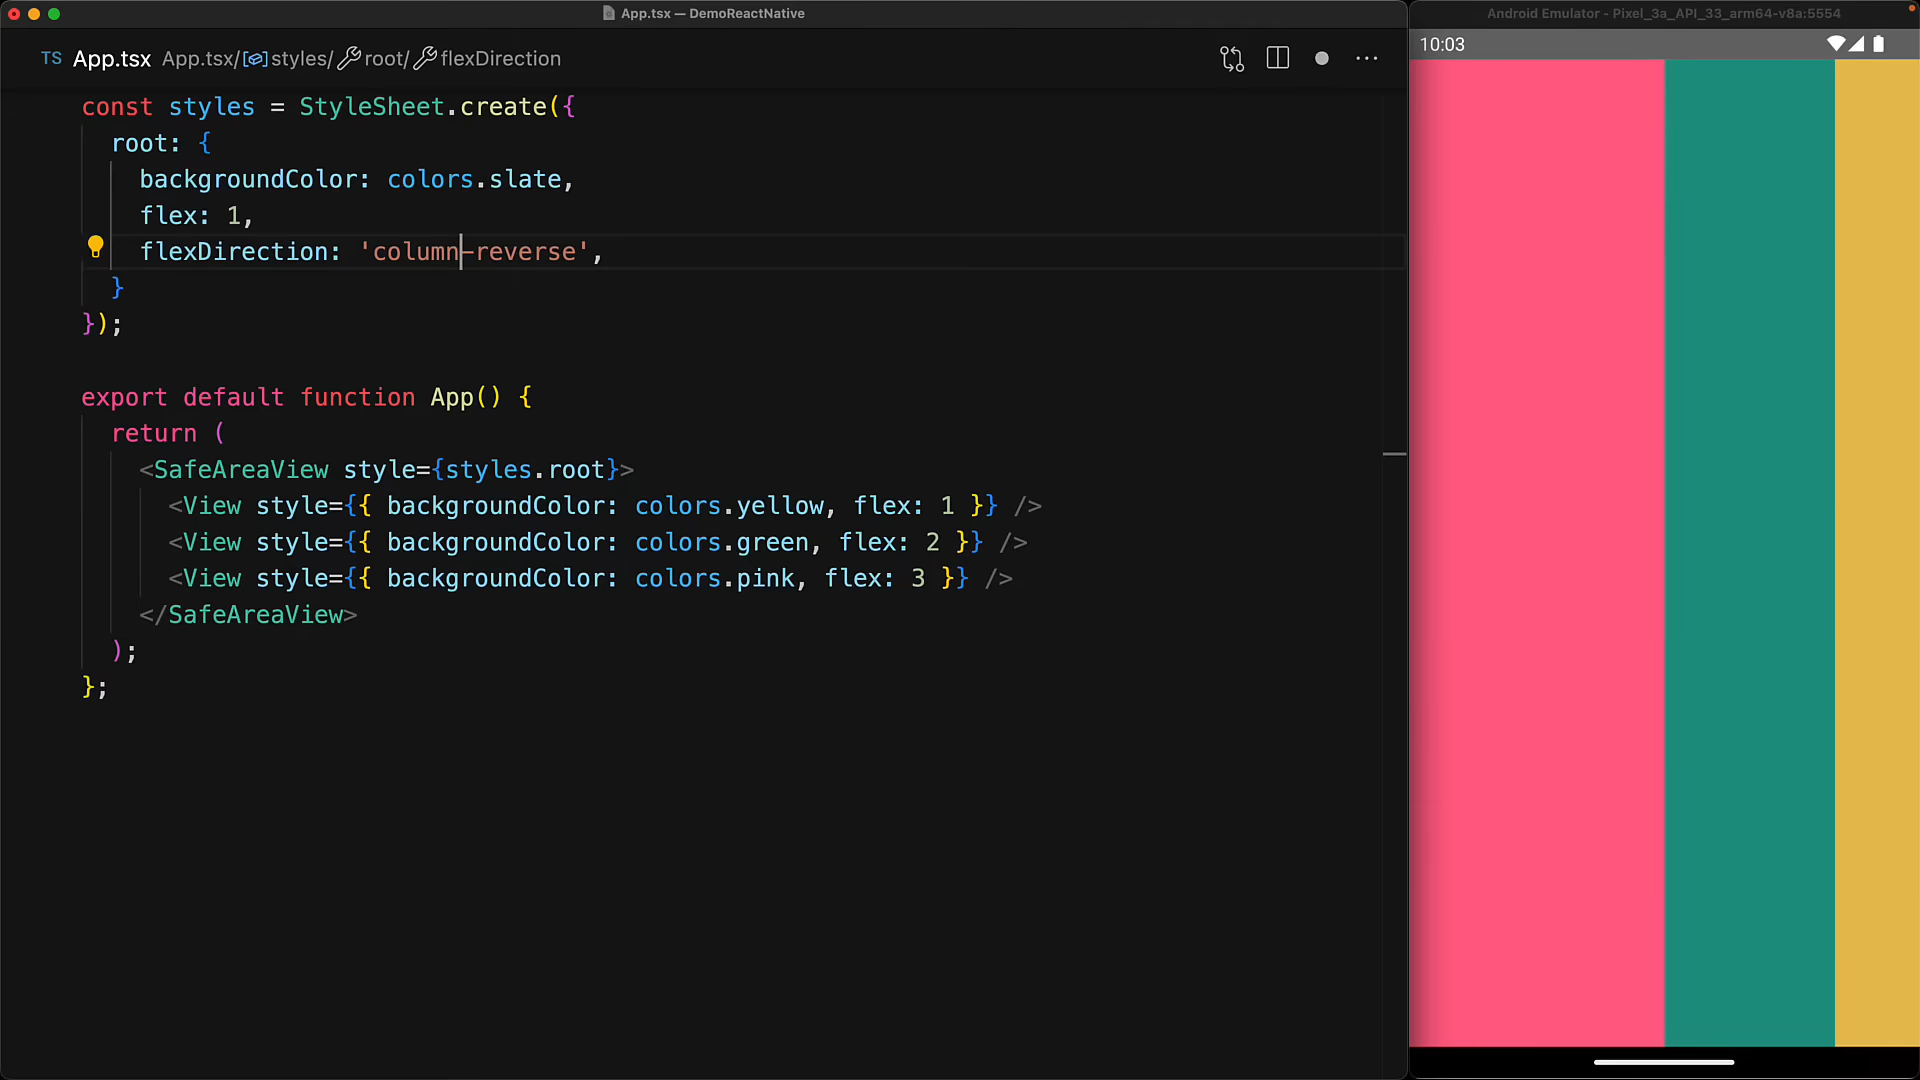 App.tsx — DemoReactNative
Android Emulator - Pixel_3a_API_33_arm64-v8a:5554
TS App.tsx App.tsx/styles/root/flexDirection
10:03
const styles = StyleSheet.create({
root: {
backgroundColor: colors.slate,
flex: 1,
flexDirection: 'column-reverse',
}
});
export default function App() {
return (
<SafeAreaView style={styles.root}>
<View style={{ backgroundColor: colors.yellow, flex: 1 }} />
<View style={{ backgroundColor: colors.green, flex: 2 }} />
<View style={{ backgroundColor: colors.pink, flex: 3 }} />
</SafeAreaView>
);
};